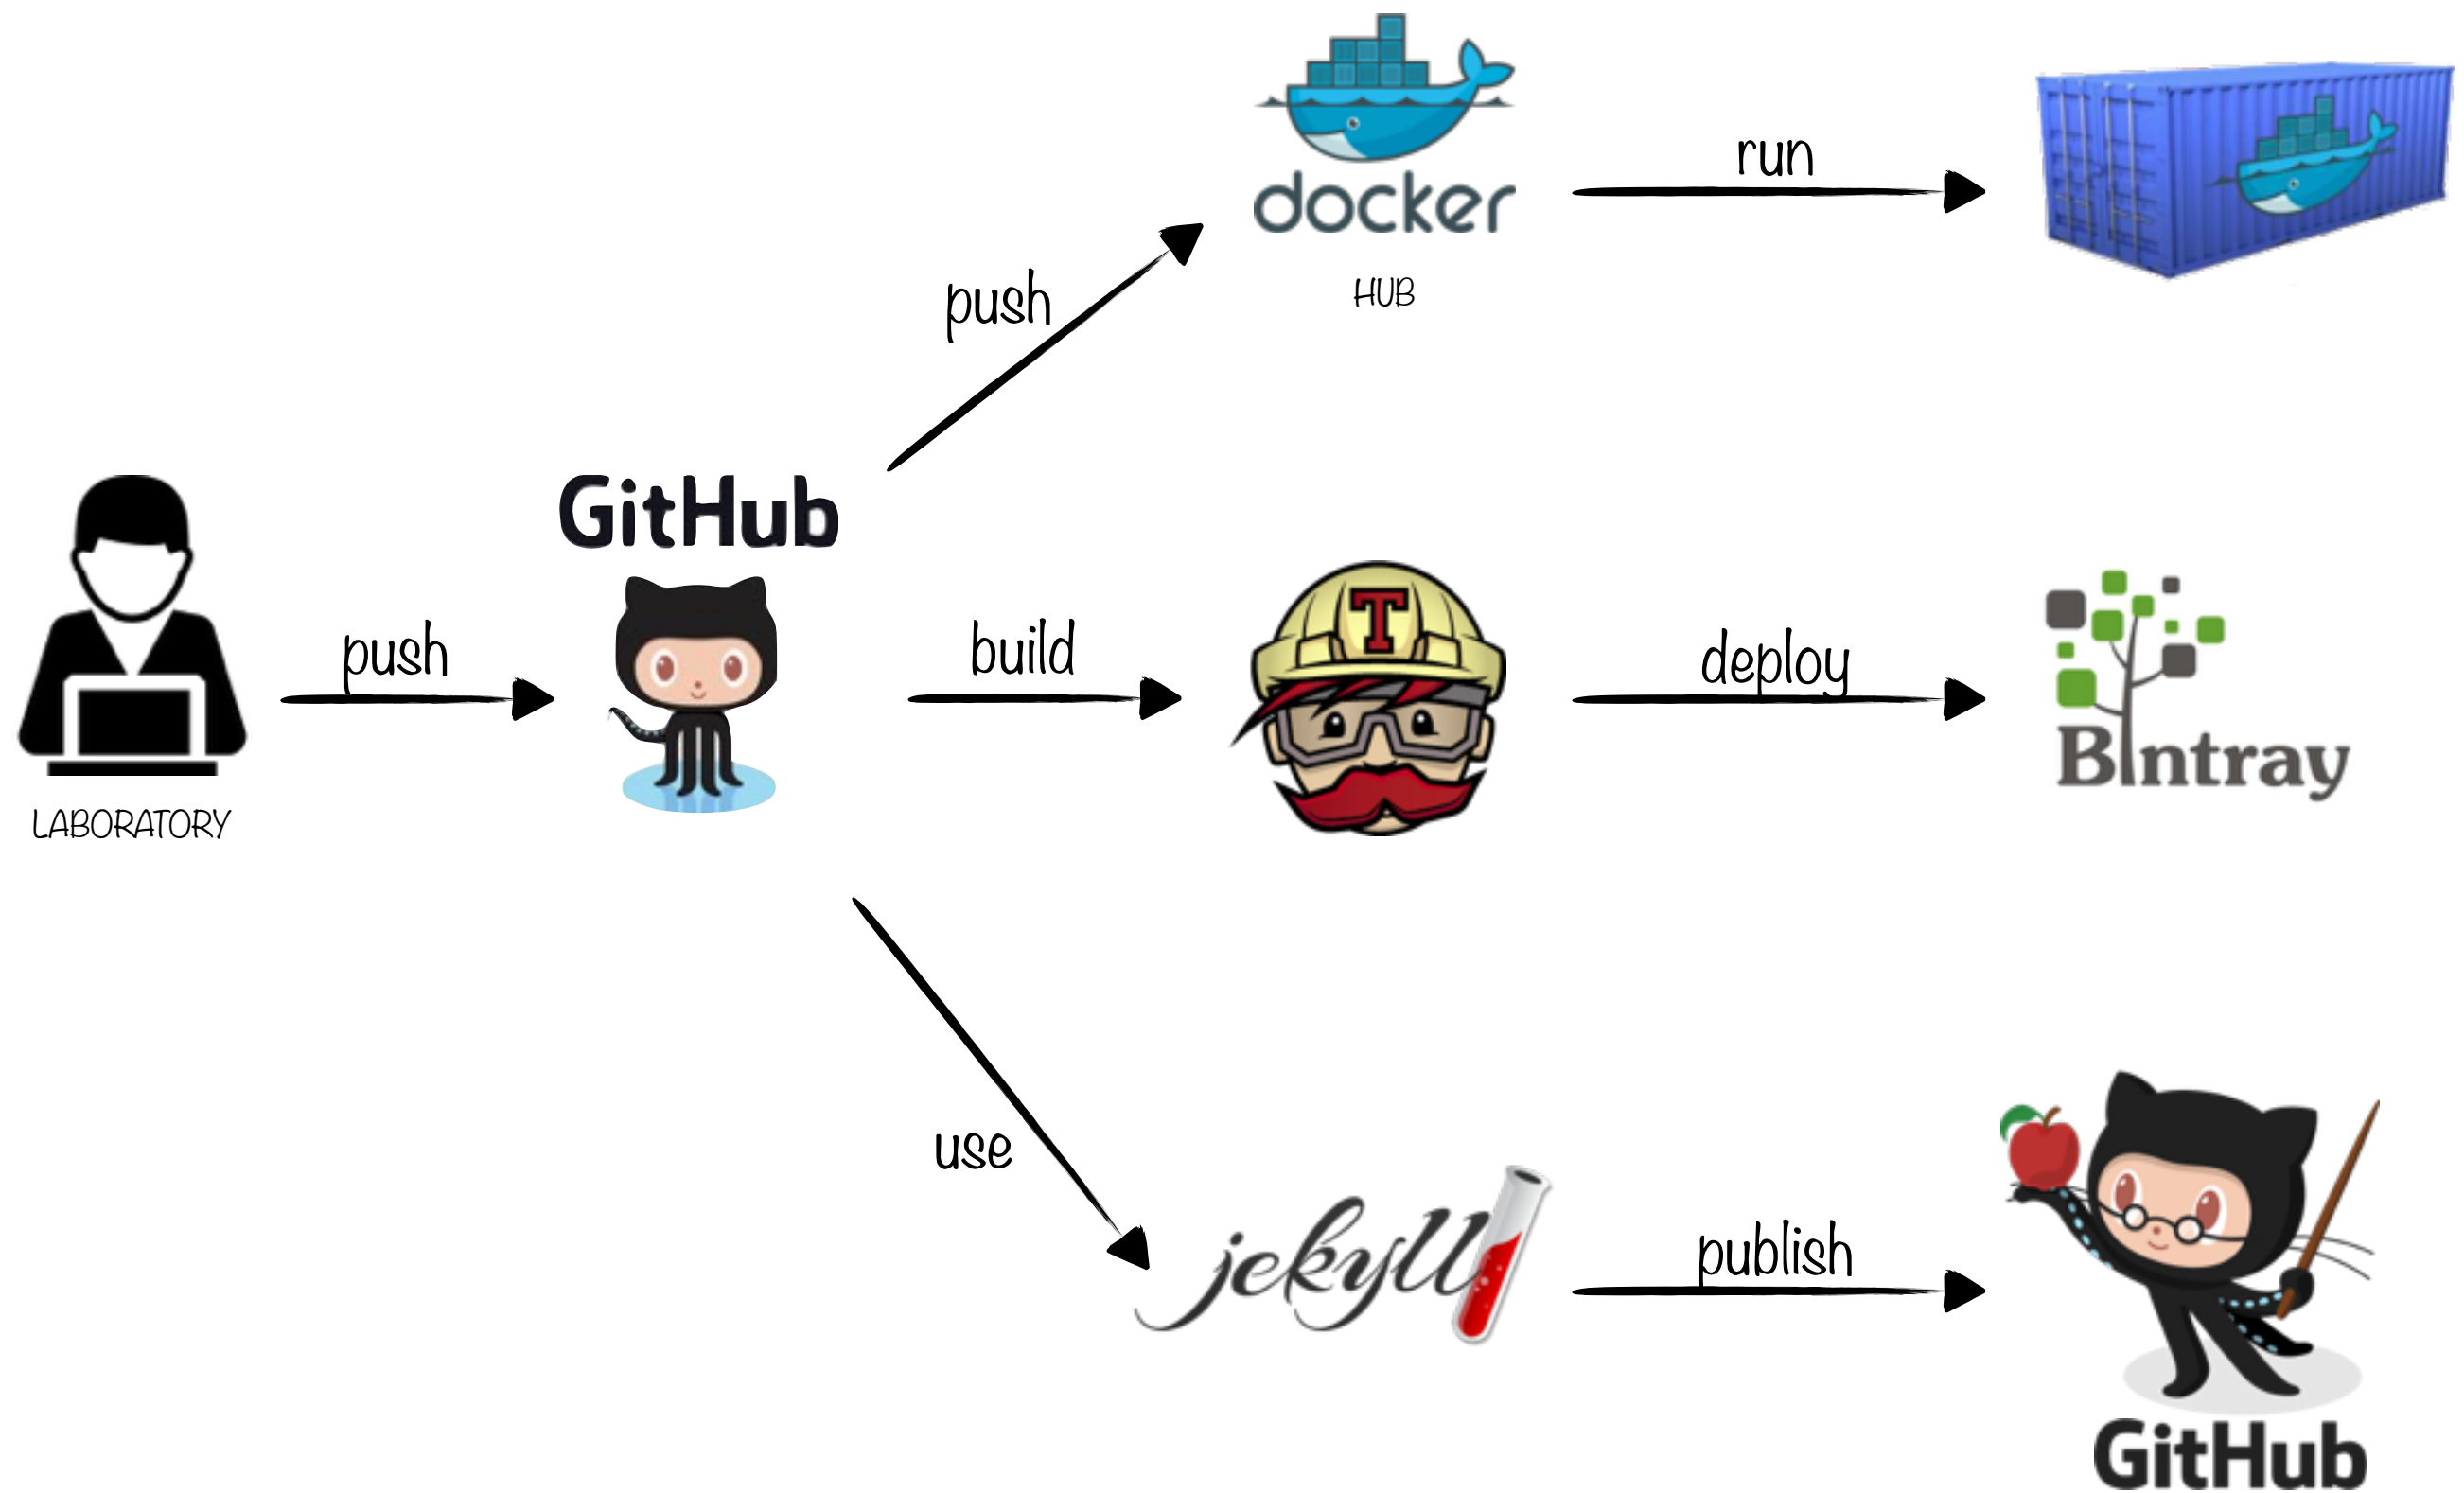 docker
HUB
run
push
GitHub
LABORATORY
push
build
T
deploy
Bintray
use
jekyll
publish
GitHub